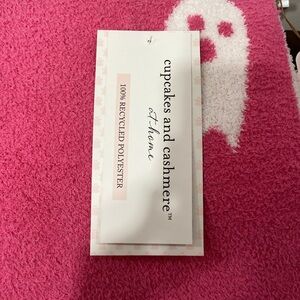 cupcakes and cashmere™
at home
100% RECYCLED POLYESTER